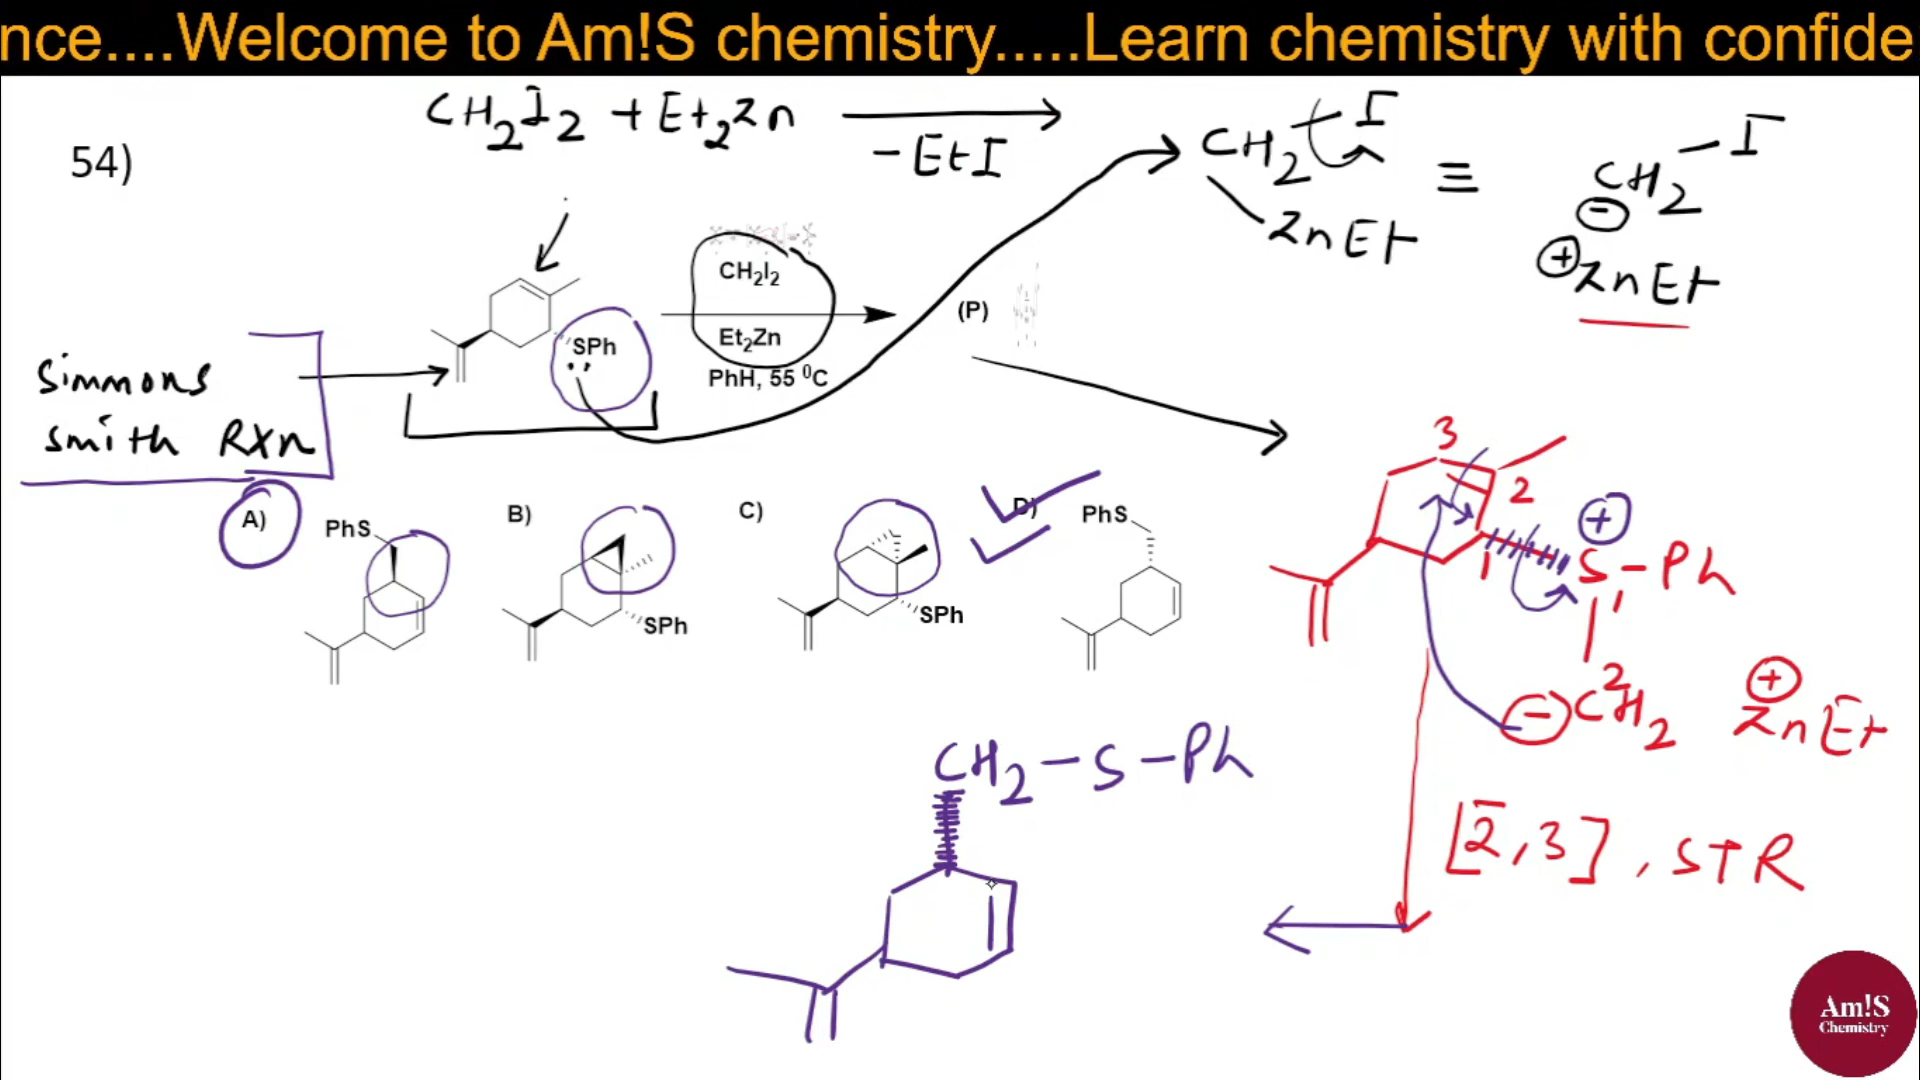 nce....Welcome to Am!S chemistry.....Learn chemistry with confide
54)
CH2I2 + Et2Zn
-EtI
CH2 I
ZnEt
≡
CH2-I
⊖
⊕ZnEt
CH2I2
Et2Zn
PhH, 55 ⁰C
(P)
SPh
Simmons
Smith RXn
A)
PhS
B)
SPh
C)
SPh
D)
PhS
3
2
1
⊕
S-Ph
1'
2'
⊖CH2
⊕
ZnEt
[2,3], STR
CH2-S-Ph
Am!S
Chemistry